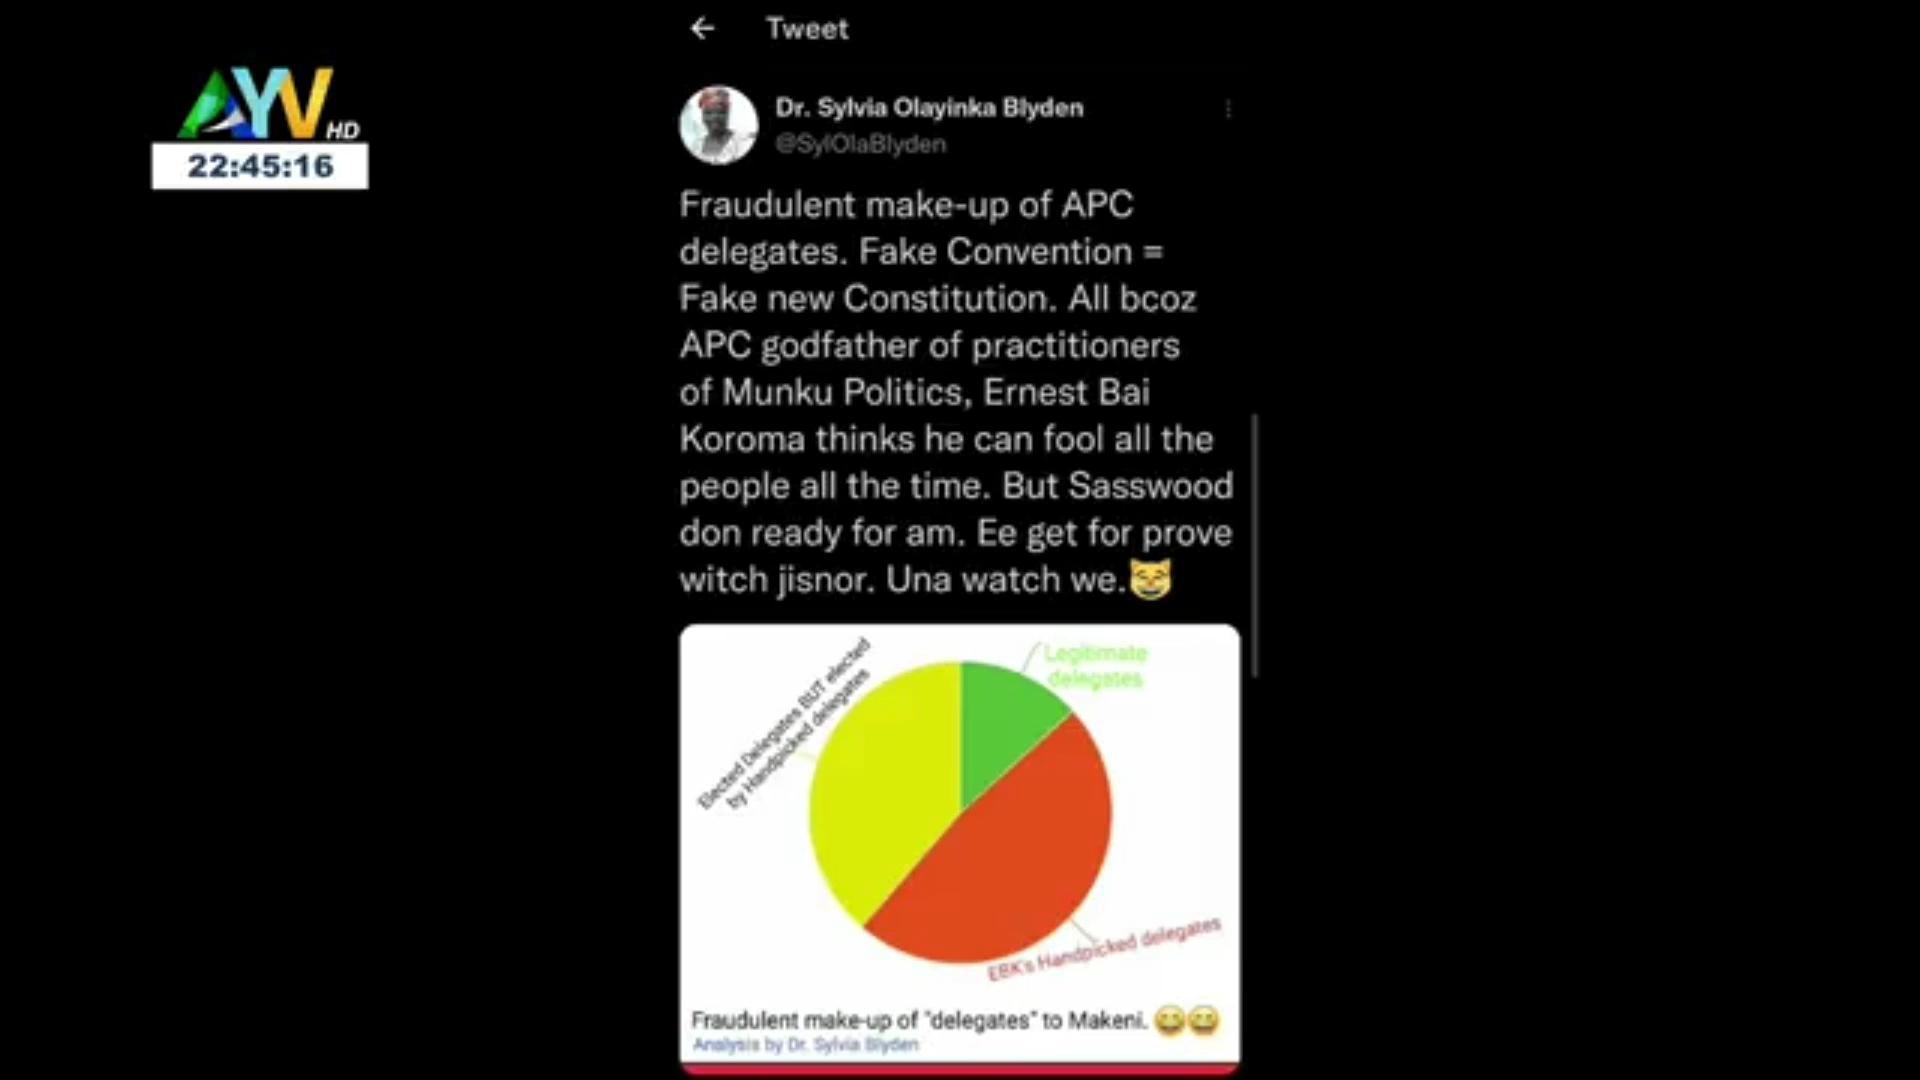 AYV HD
22:45:16
Tweet
Dr. Sylvia Olayinka Blyden
@SylOlaBlyden
Fraudulent make-up of APC
delegates. Fake Convention =
Fake new Constitution. All bcoz
APC godfather of practitioners
of Munku Politics, Ernest Bai
Koroma thinks he can fool all the
people all the time. But Sasswood
don ready for am. Ee get for prove
witch jisnor. Una watch we.😹
Elected Delegates BUT elected
by Handpicked delegates
Legitimate
delegates
EBK's Handpicked delegates
Fraudulent make-up of "delegates" to Makeni. 😄😄
Analysis by Dr. Sylvia Blyden